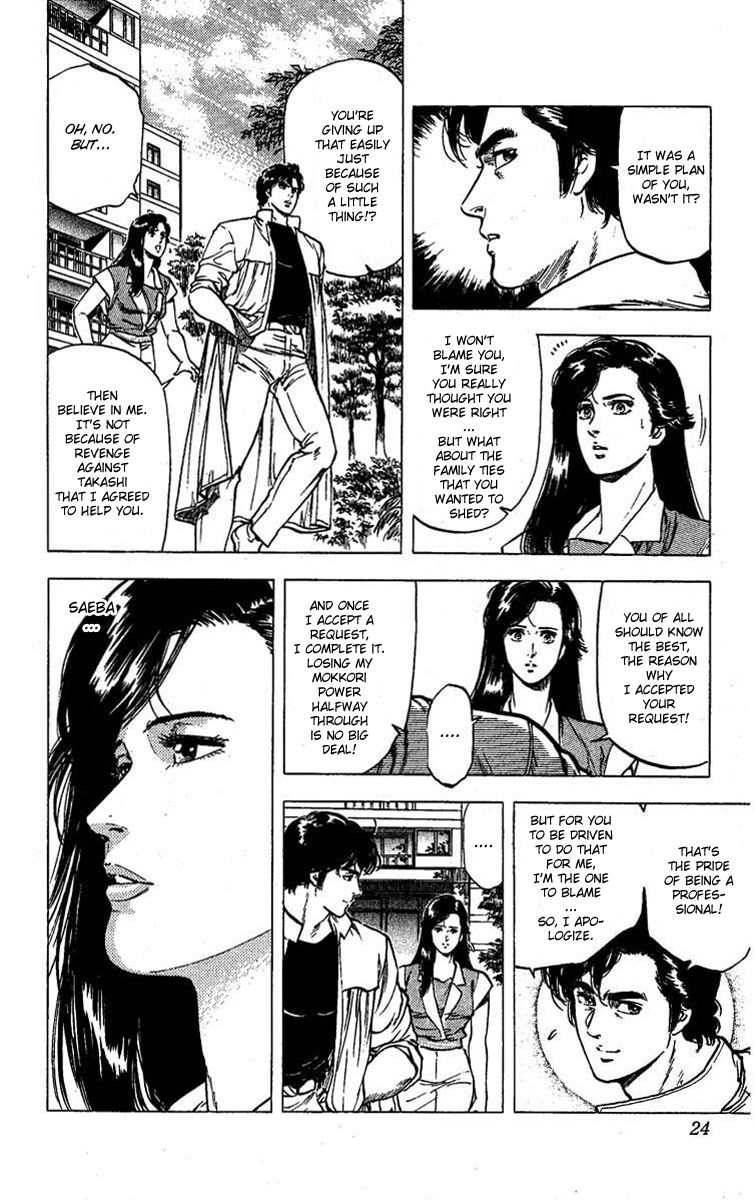 IT WAS A
SIMPLE PLAN
OF YOU,
WASN'T IT?
I WON'T
BLAME YOU,
I'M SURE
YOU REALLY
THOUGHT YOU
WERE RIGHT
...
BUT WHAT
ABOUT THE
FAMILY TIES
THAT YOU
WANTED TO
SHED?
YOU'RE
GIVING UP
THAT EASILY
JUST
BECAUSE
OF SUCH
A LITTLE
THING!?
OH, NO.
BUT...
THEN
BELIEVE IN ME.
IT'S NOT
BECAUSE OF
REVENGE
AGAINST
TAKASHI
THAT I AGREED
TO HELP YOU.
YOU OF ALL
SHOULD KNOW
THE BEST,
THE REASON
WHY
I ACCEPTED
YOUR
REQUEST!
....
AND ONCE
I ACCEPT A
REQUEST,
I COMPLETE IT.
LOSING MY
MOKKORI
POWER
HALFWAY
THROUGH
IS NO BIG
DEAL!
THAT'S
THE PRIDE
OF BEING A
PROFES-
SIONAL!
BUT FOR YOU
TO BE DRIVEN
TO DO THAT
FOR ME,
I'M THE ONE
TO BLAME
...
SO, I APO-
LOGIZE.
....
SAEBA
...
24